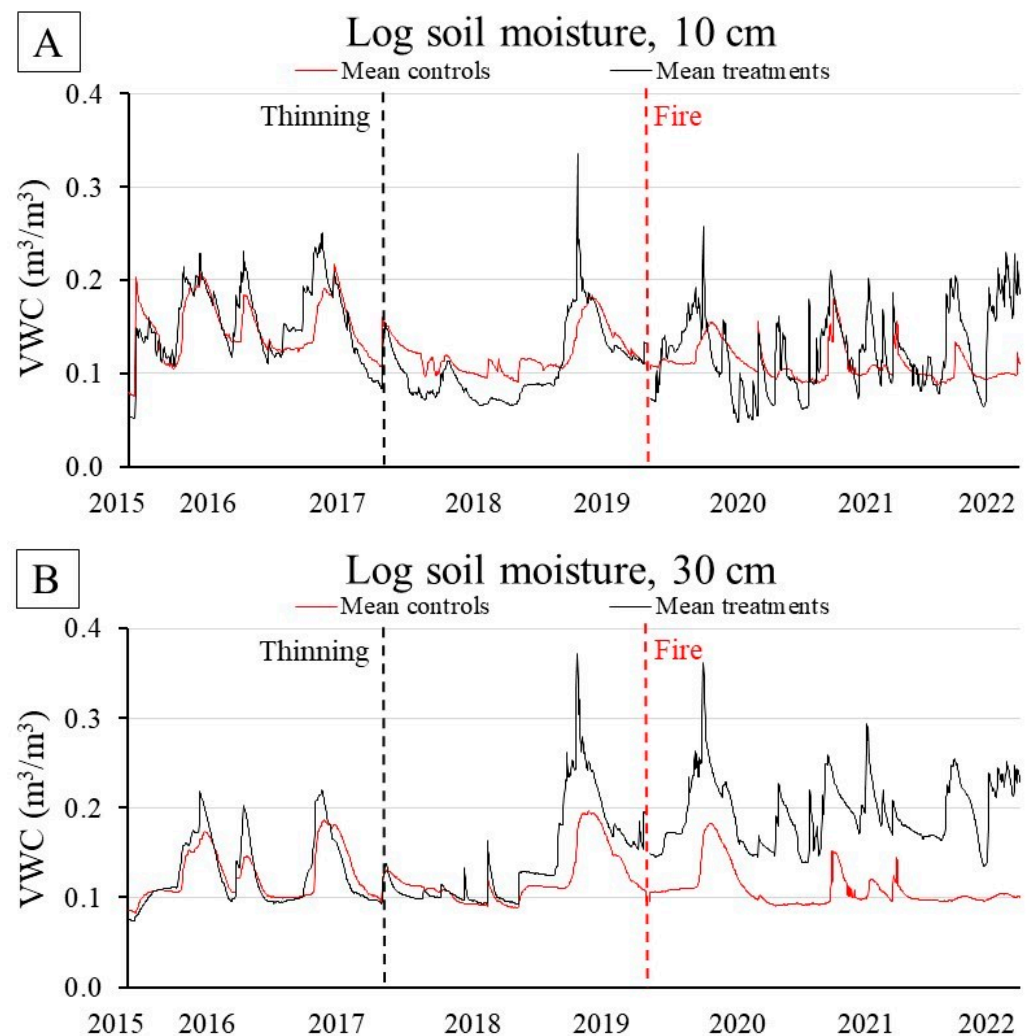 A
Log soil moisture, 10 cm
Mean controls Mean treatments
0.4
Thinning Fire
0.3
0.2
0.1
0.0
VWC (m³/m³)
2015 2016 2017 2018 2019 2020 2021 2022
B
Log soil moisture, 30 cm
Mean controls Mean treatments
0.4
Thinning Fire
0.3
0.2
0.1
0.0
VWC (m³/m³)
2015 2016 2017 2018 2019 2020 2021 2022